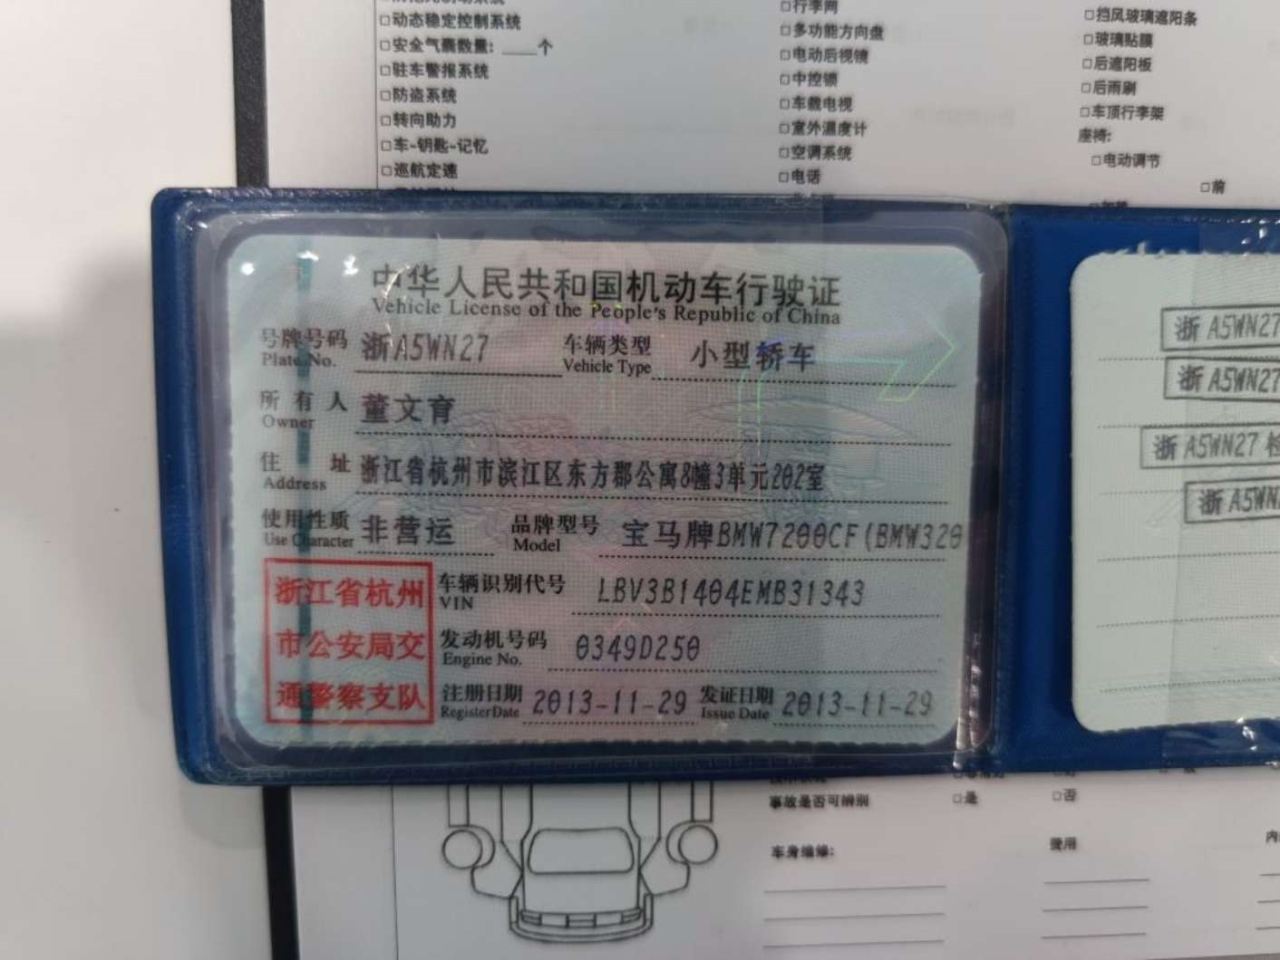 □动态稳定控制系统
□安全气囊数量: ____个
□驻车警报系统
□防盗系统
□转向助力
□车-钥匙-记忆
□巡航定速
□行李网
□多功能方向盘
□电动后视镜
□中控锁
□车载电视
□室外温度计
□空调系统
□电话
□挡风玻璃遮阳条
□玻璃贴膜
□后遮阳板
□后雨刷
□车顶行李架
座椅:
□电动调节
□前
中华人民共和国机动车行驶证
Vehicle License of the People's Republic of China
号牌号码 浙A5WN27 车辆类型 小型轿车
Plate No. Vehicle Type
所有人 董文育
Owner
住址 浙江省杭州市滨江区东方郡公寓8幢3单元202室
Address
使用性质 非营运 品牌型号 宝马牌BMW7200CF(BMW320
Use Character Model
浙江省杭州
市公安局交
通警察支队
车辆识别代号 LBV3B1404EMB31343
VIN
发动机号码 0349D250
Engine No.
注册日期 2013-11-29 发证日期 2013-11-29
Register Date Issue Date
浙A5WN27
浙A5WN27
浙A5WN27 检
浙A5WN
事故是否可辨别 □是 □否
车身维修: 费用 内